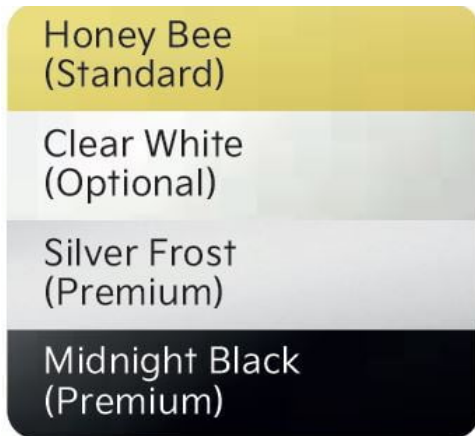 Honey Bee
(Standard)
Clear White
(Optional)
Silver Frost
(Premium)
Midnight Black
(Premium)